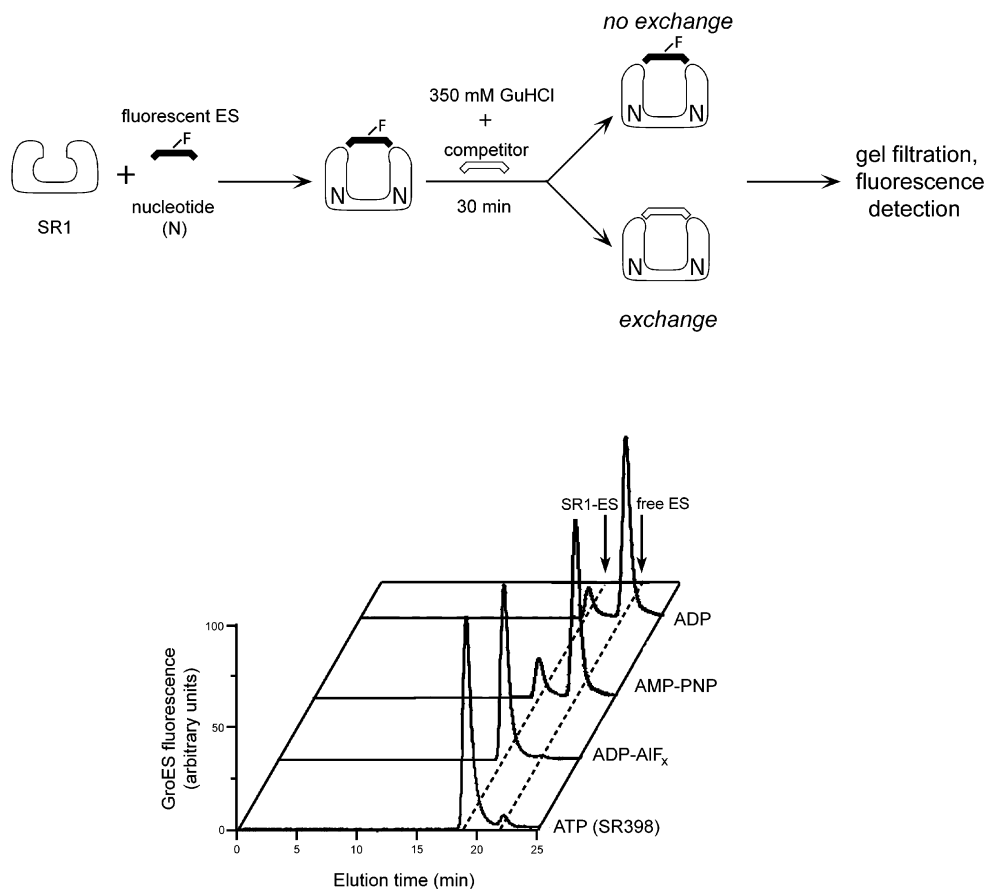 no exchange
F
350 mM GuHCl
+
fluorescent ES
F
F
competitor
N N
gel filtration,
fluorescence
detection
+
N N
nucleotide
(N)
30 min
SR1
N N
exchange
SR1-ES
free ES
ADP
100
AMP-PNP
GroES fluorescence
(arbitrary units)
50
ADP-AlFx
0
ATP (SR398)
0 5 10 15 20 25
Elution time (min)